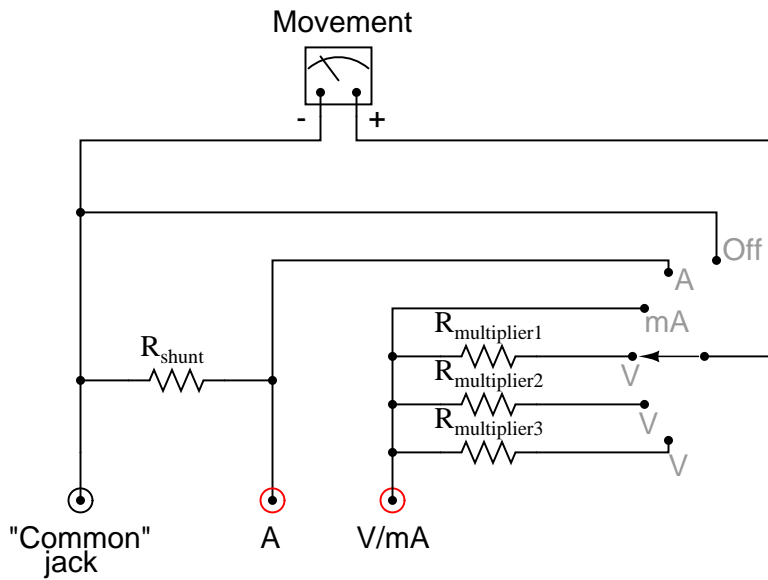 Movement
- +
Off
A
mA
Rmultiplier1
Rshunt
V
Rmultiplier2
V
Rmultiplier3
V
"Common"
jack
A
V/mA